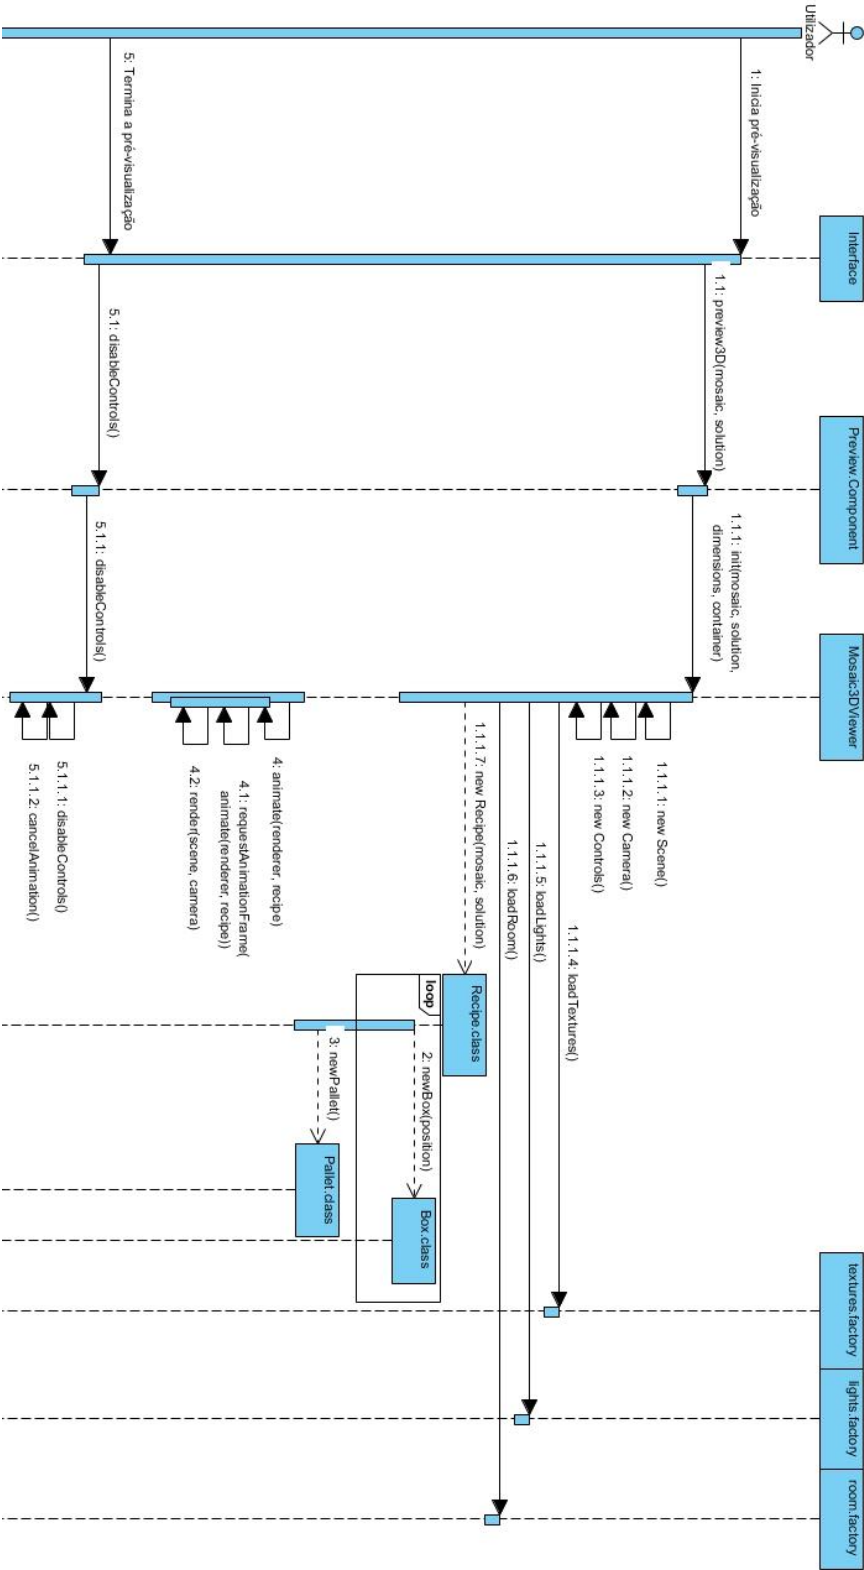 Utilizador
Interface
Preview.Component
Mosaic3DViewer
textures.factory
lights.factory
room.factory
1: Inicia pré-visualização
1.1: preview3D(mosaic, solution)
1.1.1: init(mosaic, solution,
dimensions, container)
1.1.1.1: new Scene()
1.1.1.2: new Camera()
1.1.1.3: new Controls()
1.1.1.4: loadTextures()
1.1.1.5: loadLights()
1.1.1.6: loadRoom()
1.1.1.7: new Recipe(mosaic, solution)
Recipe.class
loop
2: newBox(position)
Box.class
3: newPallet()
Pallet.class
4: animate(renderer, recipe)
4.1: requestAnimationFrame(
animate(renderer, recipe))
4.2: render(scene, camera)
5: Termina a pré-visualização
5.1: disableControls()
5.1.1: disableControls()
5.1.1.1: disableControls()
5.1.1.2: cancelAnimation()